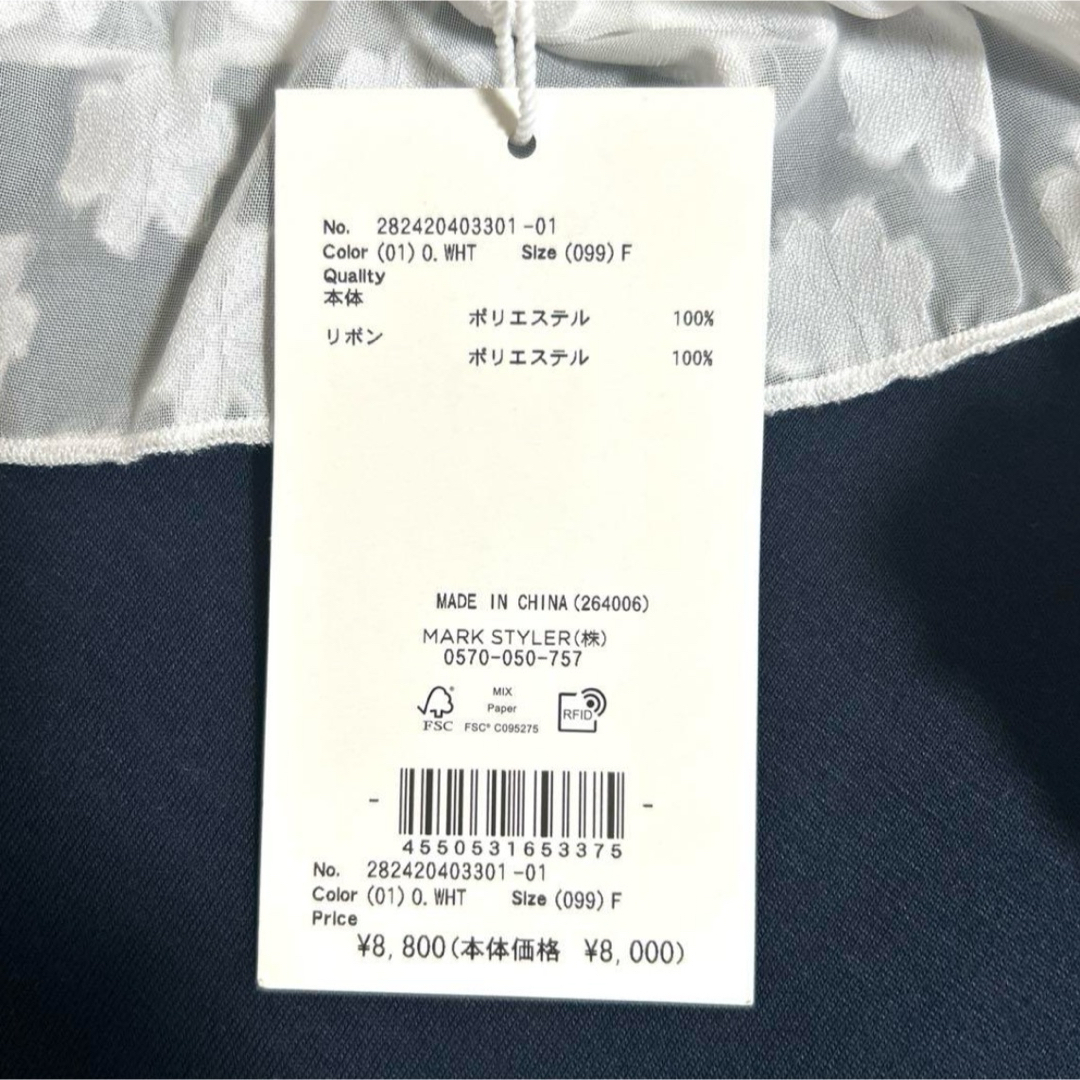 No. 282420403301-01
Color (01) O. WHT Size (099) F
Quality
本体
ポリエステル 100%
リボン
ポリエステル 100%
MADE IN CHINA (264006)
MARK STYLER(株)
0570-050-757
FSC
MIX
Paper
FSC® C095275
RFID
- -
4550531653375
No. 282420403301-01
Color (01) O. WHT Size (099) F
Price
¥8,800(本体価格 ¥8,000)